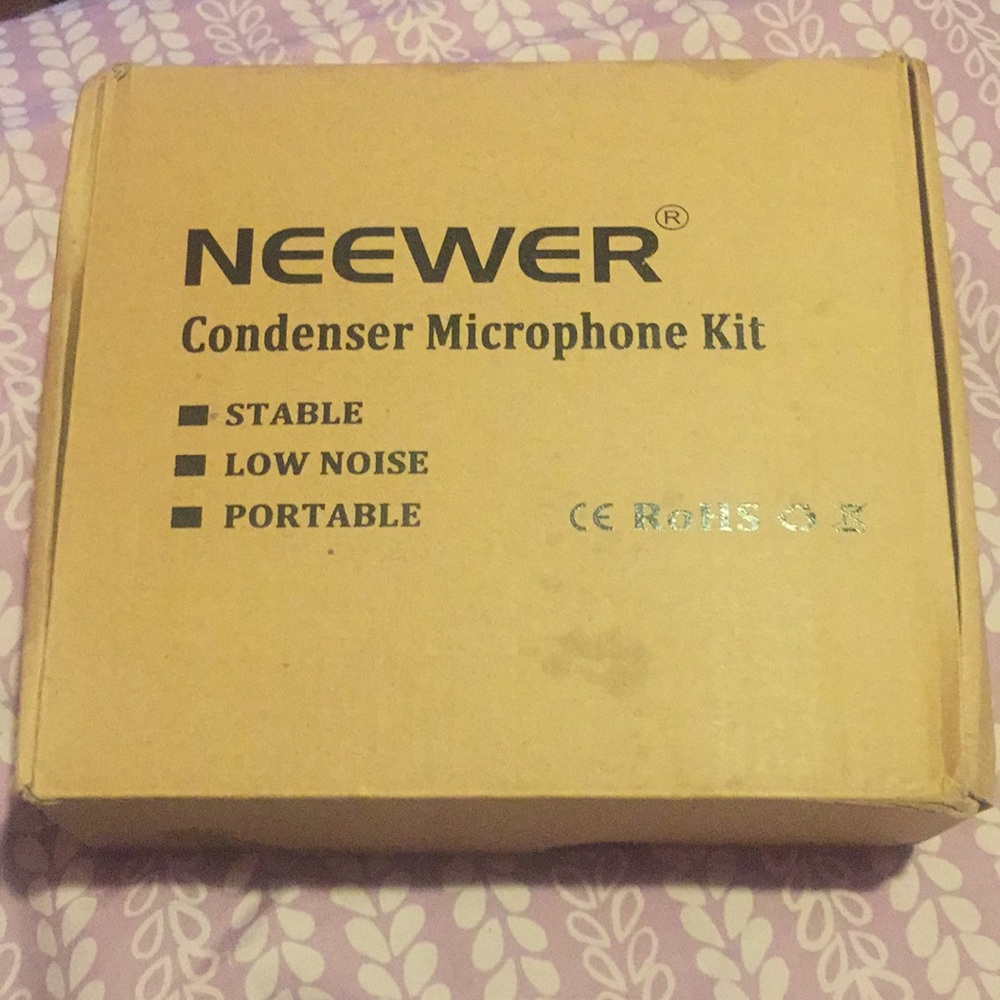 NEEWER®
Condenser Microphone Kit
STABLE
LOW NOISE
PORTABLE
CE RoHS